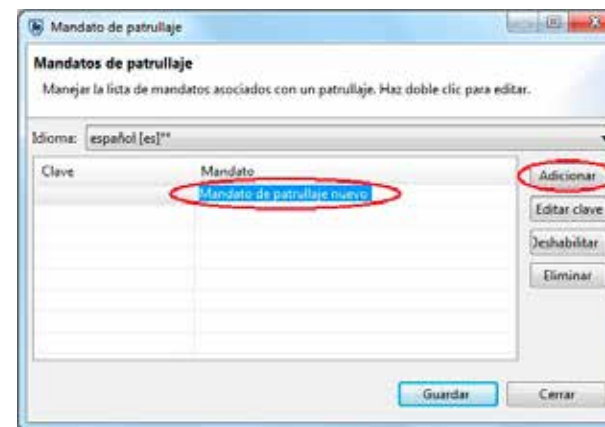 Mandato de patrullaje
Mandatos de patrullaje
Manejar la lista de mandatos asociados con un patrullaje. Haz doble clic para editar.
Idioma: español [es]**
Clave Mandato
Mandato de patrullaje nuevo
Adicionar
Editar clave
Deshabilitar
Eliminar
Guardar Cerrar